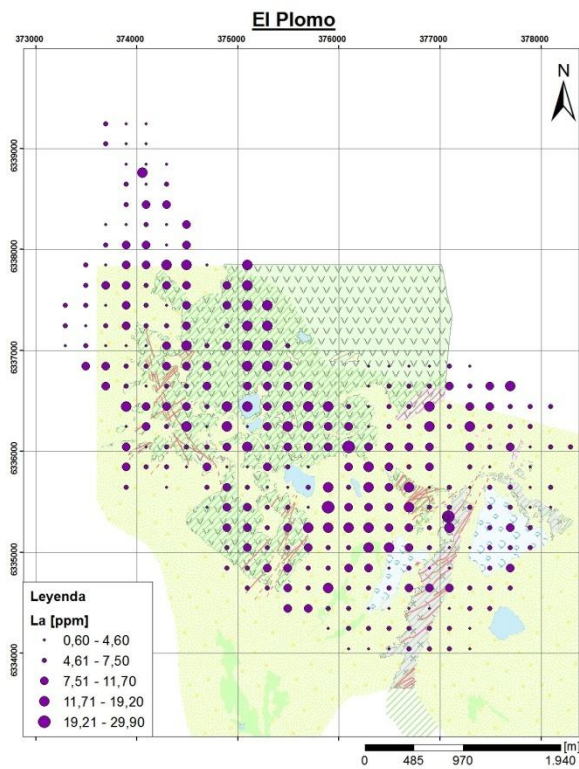 El Plomo
373000 374000 375000 376000 377000 378000
N
6339000
6338000
6337000
6336000
6335000
6334000
Leyenda
La [ppm]
0,60 - 4,60
4,61 - 7,50
7,51 - 11,70
11,71 - 19,20
19,21 - 29,90
[m]
0 485 970 1.940